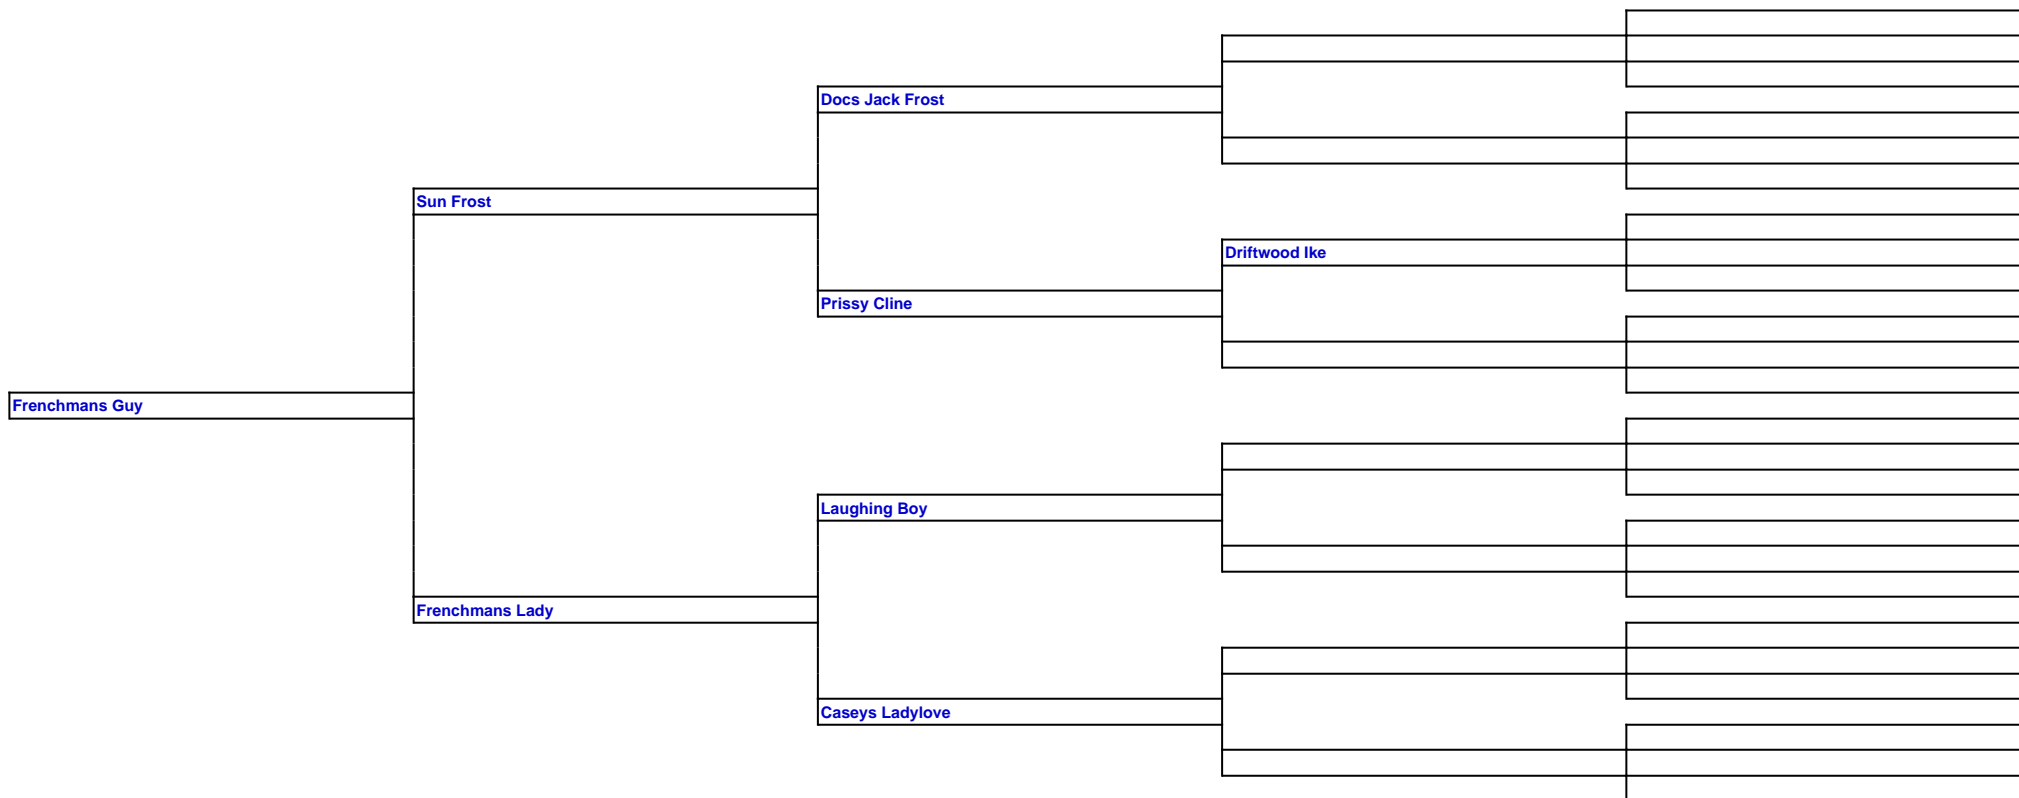 Docs Jack Frost
Sun Frost
Driftwood Ike
Prissy Cline
Frenchmans Guy
Laughing Boy
Frenchmans Lady
Caseys Ladylove